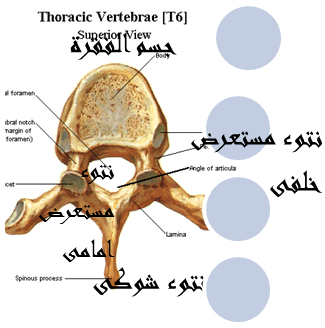 Thoracic Vertebrae [T6]
Superior View
جسم الفقرة
Body
al foramen
ebral notch
margin of
foramen)
نتوء مستعرض
خلفى
Angle of articula
نتوء
acet
مستعرض
Lamina
امامى
Spinous process
نتوء شوكى